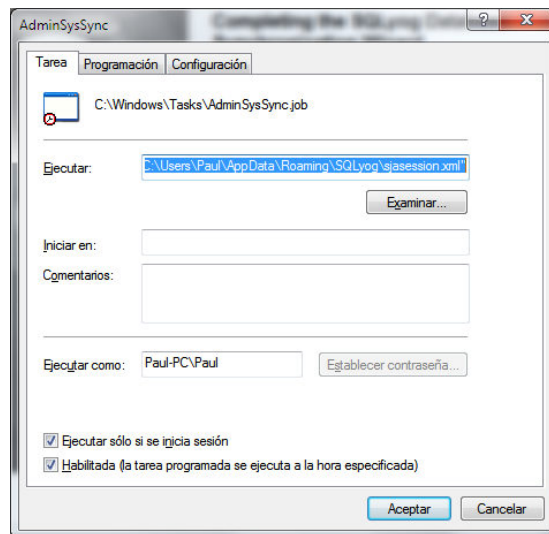 Completing the SQLyog Data
AdminSysSync
Tarea Programación Configuración
C:\Windows\Tasks\AdminSysSync.job
Ejecutar:
C:\Users\Paul\AppData\Roaming\SQLyog\sjasession.xml"
Examinar...
Iniciar en:
Comentarios:
Ejecutar como:
Paul-PC\Paul
Establecer contraseña...
Ejecutar sólo si se inicia sesión
Habilitada (la tarea programada se ejecuta a la hora especificada)
Aceptar Cancelar